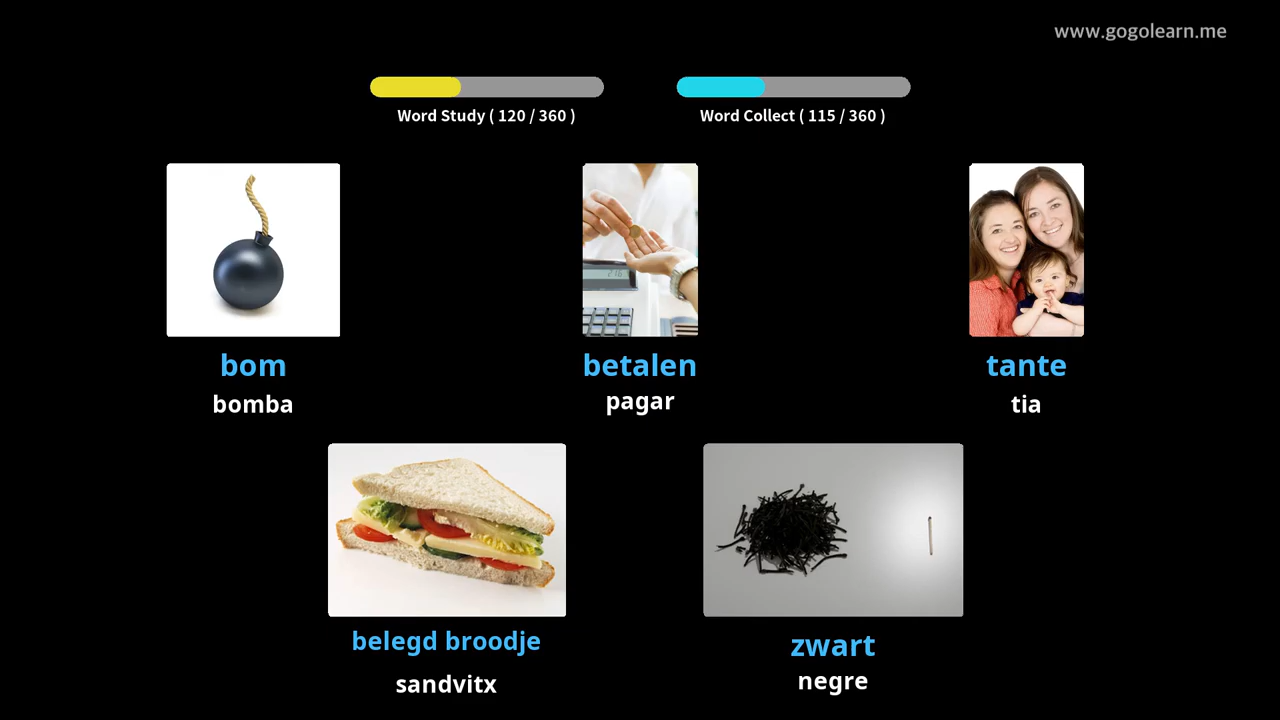 www.gogolearn.me
Word Study ( 120 / 360 )
Word Collect ( 115 / 360 )
bom
bomba
betalen
pagar
tante
tia
belegd broodje
sandvitx
zwart
negre